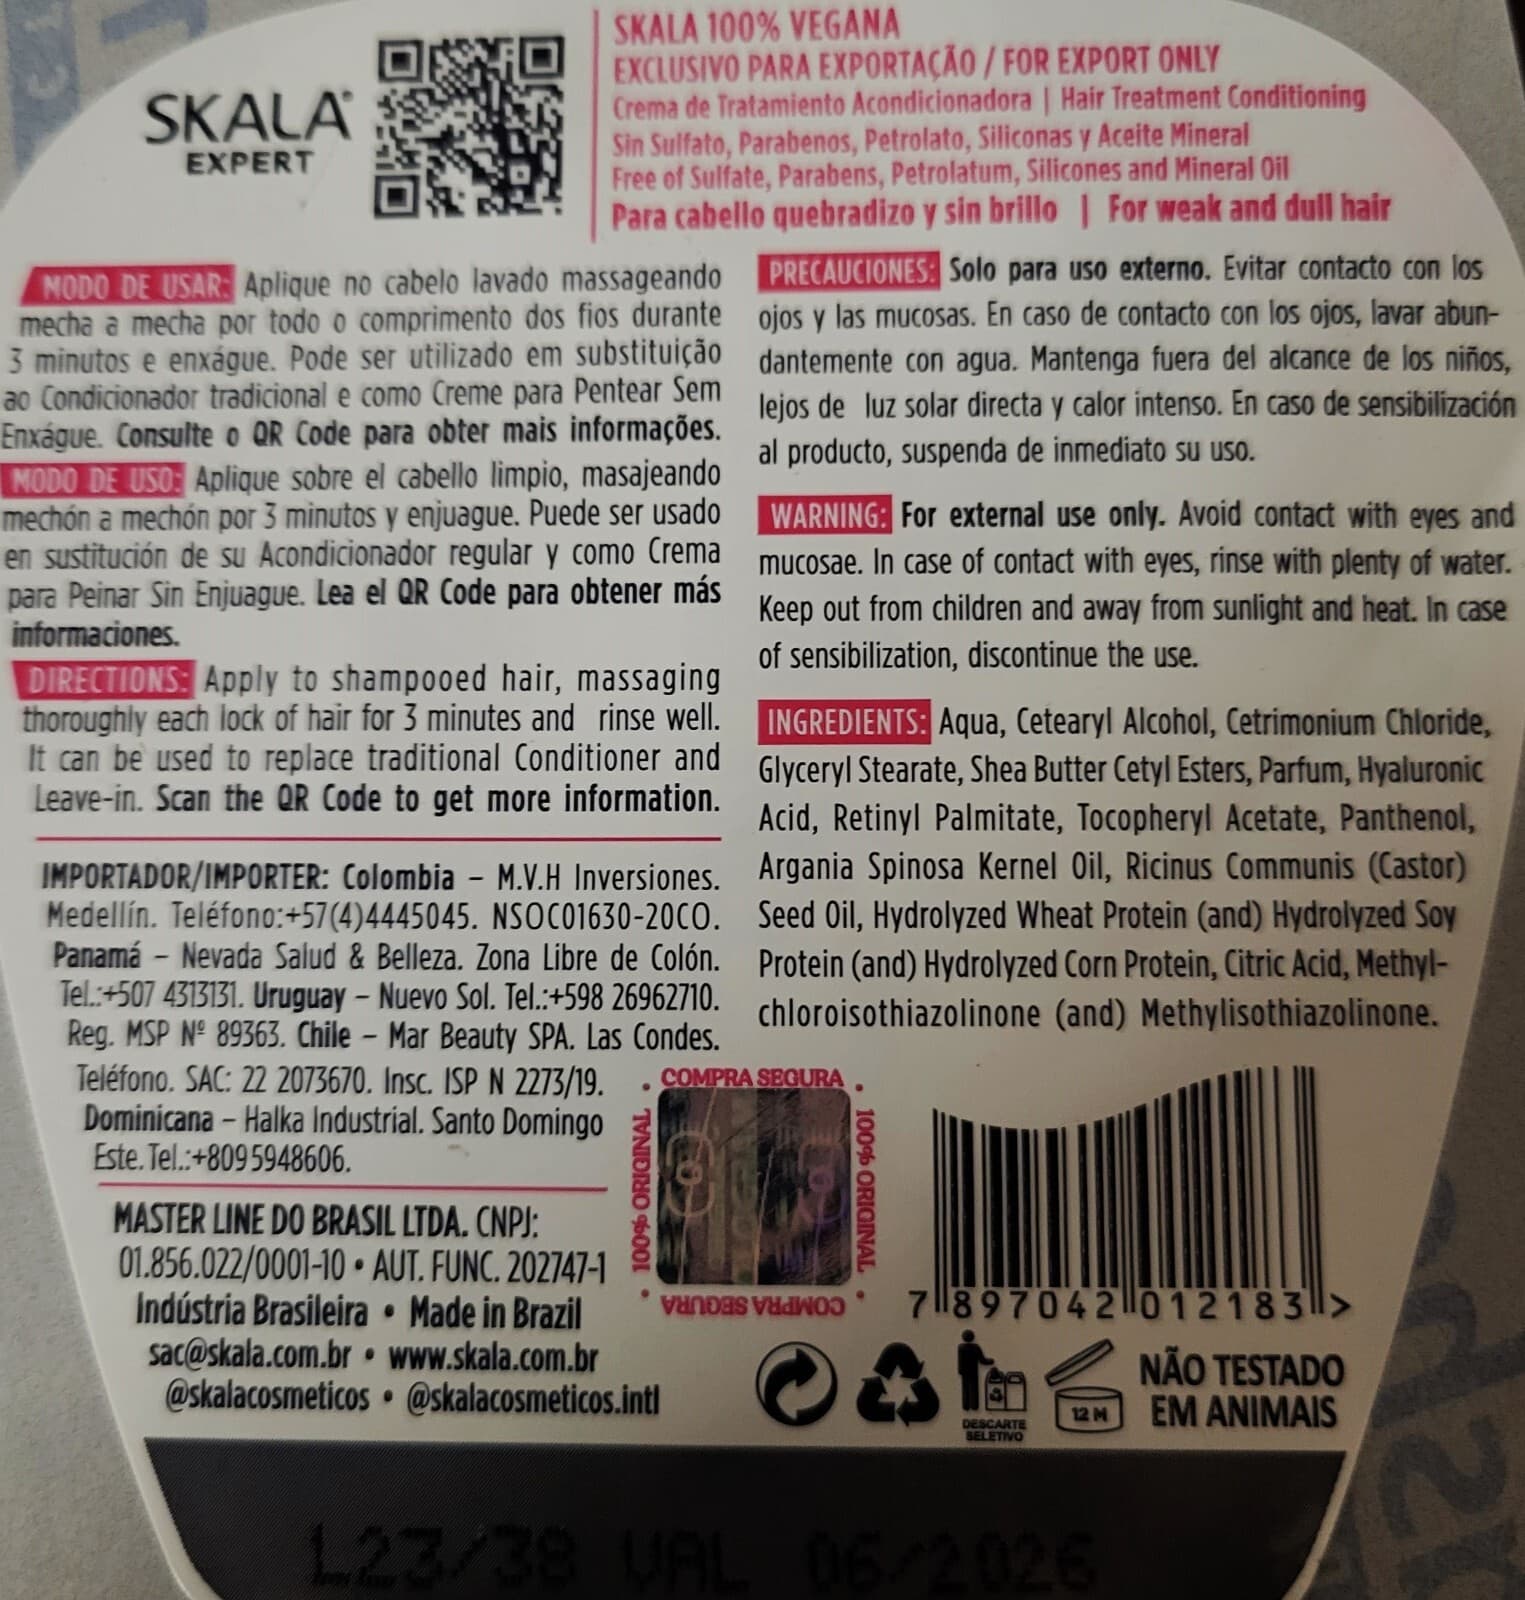 SKALA
EXPERT
SKALA 100% VEGANA
EXCLUSIVO PARA EXPORTAÇÃO / FOR EXPORT ONLY
Crema de Tratamiento Acondicionadora | Hair Treatment Conditioning
Sin Sulfato, Parabenos, Petrolato, Siliconas y Aceite Mineral
Free of Sulfate, Parabens, Petrolatum, Silicones and Mineral Oil
Para cabello quebradizo y sin brillo | For weak and dull hair
MODO DE USAR: Aplique no cabelo lavado massageando
mecha a mecha por todo o comprimento dos fios durante
3 minutos e enxágue. Pode ser utilizado em substituição
ao Condicionador tradicional e como Creme para Pentear Sem
Enxágue. Consulte o QR Code para obter mais informações.
MODO DE USO: Aplique sobre el cabello limpio, masajeando
mechón a mechón por 3 minutos y enjuague. Puede ser usado
en sustitución de su Acondicionador regular y como Crema
para Peinar Sin Enjuague. Lea el QR Code para obtener más
informaciones.
DIRECTIONS: Apply to shampooed hair, massaging
thoroughly each lock of hair for 3 minutes and rinse well.
It can be used to replace traditional Conditioner and
Leave-in. Scan the QR Code to get more information.
IMPORTADOR/IMPORTER: Colombia – M.V.H Inversiones.
Medellín. Teléfono:+57(4)4445045. NSOC01630-20CO.
Panamá – Nevada Salud & Belleza. Zona Libre de Colón.
Tel.:+507 4313131. Uruguay – Nuevo Sol. Tel.:+598 26962710.
Reg. MSP Nº 89363. Chile – Mar Beauty SPA. Las Condes.
Teléfono. SAC: 22 2073670. Insc. ISP N 2273/19.
Dominicana – Halka Industrial. Santo Domingo
Este. Tel.:+809 5948606.
MASTER LINE DO BRASIL LTDA. CNPJ:
01.856.022/0001-10 • AUT. FUNC. 202747-1
Indústria Brasileira • Made in Brazil
sac@skala.com.br • www.skala.com.br
@skalacosmeticos • @skalacosmeticos.intl
PRECAUCIONES: Solo para uso externo. Evitar contacto con los
ojos y las mucosas. En caso de contacto con los ojos, lavar abun-
dantemente con agua. Mantenga fuera del alcance de los niños,
lejos de luz solar directa y calor intenso. En caso de sensibilización
al producto, suspenda de inmediato su uso.
WARNING: For external use only. Avoid contact with eyes and
mucosae. In case of contact with eyes, rinse with plenty of water.
Keep out from children and away from sunlight and heat. In case
of sensibilization, discontinue the use.
INGREDIENTS: Aqua, Cetearyl Alcohol, Cetrimonium Chloride,
Glyceryl Stearate, Shea Butter Cetyl Esters, Parfum, Hyaluronic
Acid, Retinyl Palmitate, Tocopheryl Acetate, Panthenol,
Argania Spinosa Kernel Oil, Ricinus Communis (Castor)
Seed Oil, Hydrolyzed Wheat Protein (and) Hydrolyzed Soy
Protein (and) Hydrolyzed Corn Protein, Citric Acid, Methyl-
chloroisothiazolinone (and) Methylisothiazolinone.
COMPRA SEGURA
100% ORIGINAL
100% ORIGINAL
COMPRA SEGURA
7 897042 012183 >
DESCARTE
SELETIVO
12 M
NÃO TESTADO
EM ANIMAIS
L23/38 VAL 06/2026